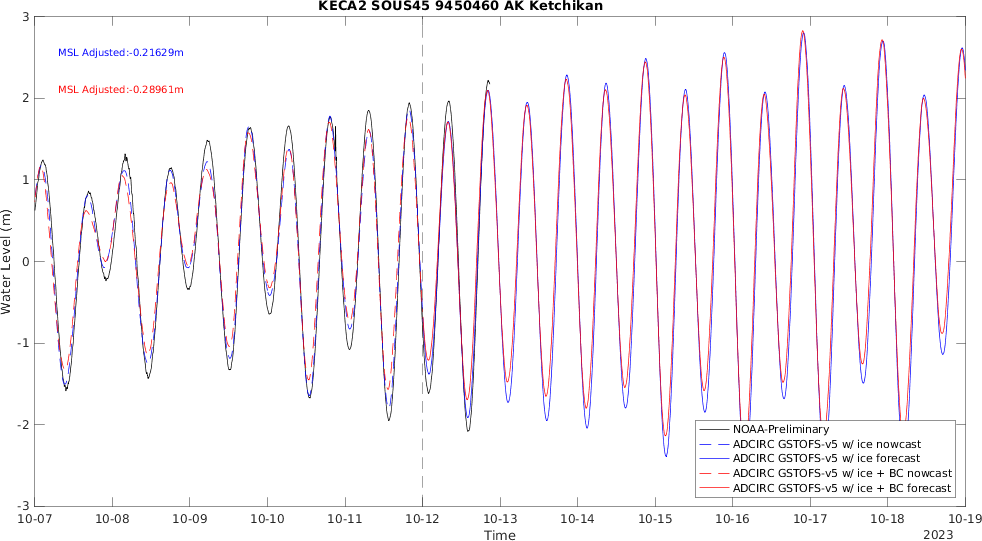 KECA2 SOUS45 9450460 AK Ketchikan
MSL Adjusted:-0.21629m
MSL Adjusted:-0.28961m
Water Level (m)
3
2
1
0
-1
-2
-3
NOAA-Preliminary
ADCIRC GSTOFS-v5 w/ ice nowcast
ADCIRC GSTOFS-v5 w/ ice forecast
ADCIRC GSTOFS-v5 w/ ice + BC nowcast
ADCIRC GSTOFS-v5 w/ ice + BC forecast
10-07 10-08 10-09 10-10 10-11 10-12 10-13 10-14 10-15 10-16 10-17 10-18 10-19
Time
2023